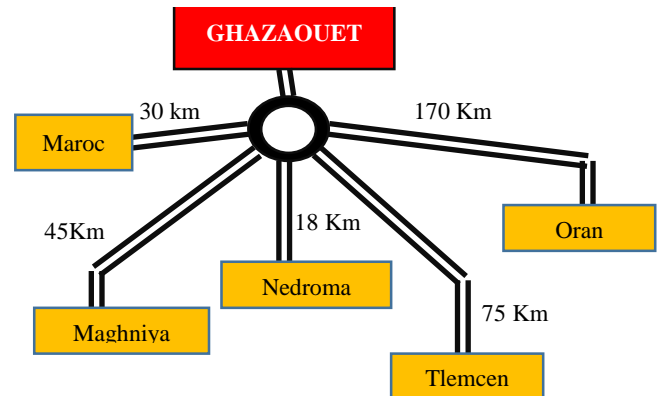 GHAZAOUET
30 km
170 Km
Maroc
45Km
18 Km
Oran
Nedroma
75 Km
Maghniya
Tlemcen